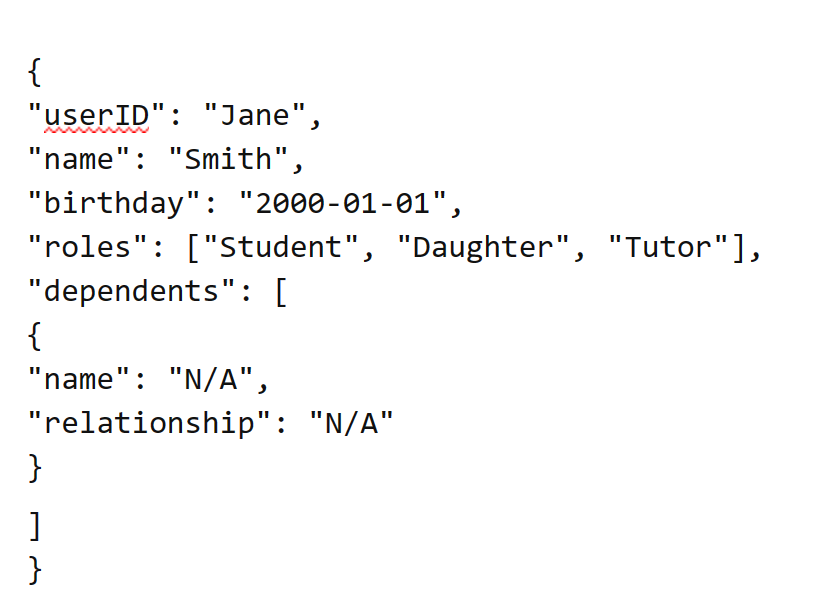 {
"userID": "Jane",
"name": "Smith",
"birthday": "2000-01-01",
"roles": ["Student", "Daughter", "Tutor"],
"dependents": [
{
"name": "N/A",
"relationship": "N/A"
}
]
}